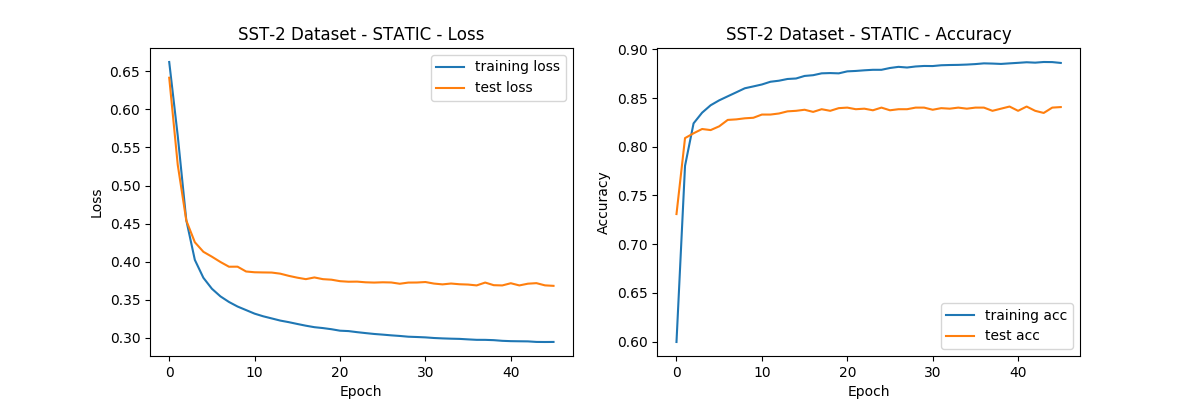 SST-2 Dataset - STATIC - Loss
0.65
0.60
0.55
0.50
0.45
0.40
0.35
0.30
Loss
training loss
test loss
0
10
20
30
40
Epoch
SST-2 Dataset - STATIC - Accuracy
0.90
0.85
0.80
0.75
0.70
0.65
0.60
Accuracy
training acc
test acc
0
10
20
30
40
Epoch